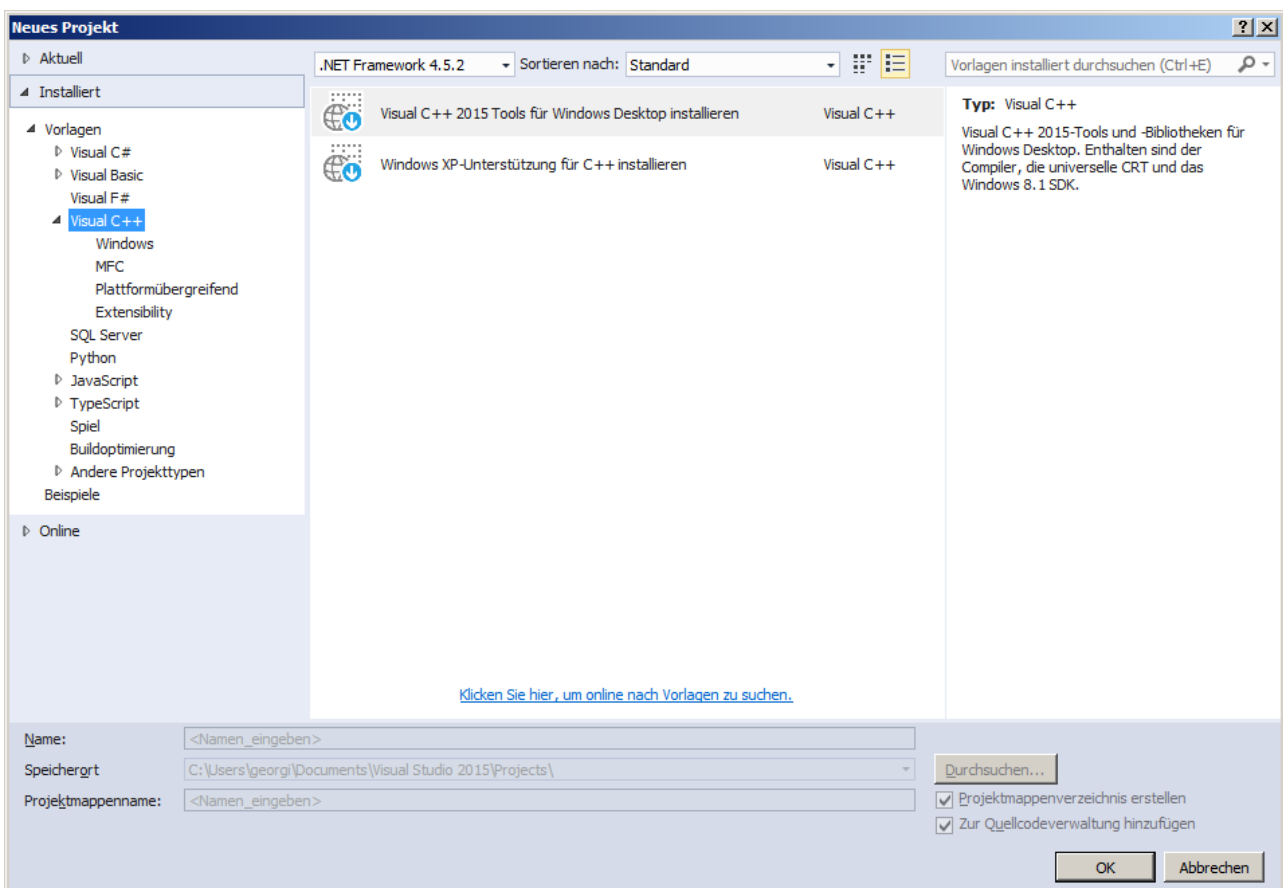 Neues Projekt
Aktuell
.NET Framework 4.5.2
Sortieren nach:
Standard
Vorlagen installiert durchsuchen (Ctrl+E)
Installiert
Vorlagen
Visual C#
Visual Basic
Visual F#
Visual C++
Windows
MFC
Plattformübergreifend
Extensibility
SQL Server
Python
JavaScript
TypeScript
Spiel
Buildoptimierung
Andere Projekttypen
Beispiele
Online
Visual C++ 2015 Tools für Windows Desktop installieren
Visual C++
Windows XP-Unterstützung für C++ installieren
Visual C++
Klicken Sie hier, um online nach Vorlagen zu suchen.
Typ: Visual C++
Visual C++ 2015-Tools und -Bibliotheken für
Windows Desktop. Enthalten sind der
Compiler, die universelle CRT und das
Windows 8.1 SDK.
Name:
<Namen_eingeben>
Speicherort
C:\Users\georgi\Documents\Visual Studio 2015\Projects\
Durchsuchen...
Projektmappenname:
<Namen_eingeben>
Projektmappenverzeichnis erstellen
Zur Quellcodeverwaltung hinzufügen
OK
Abbrechen